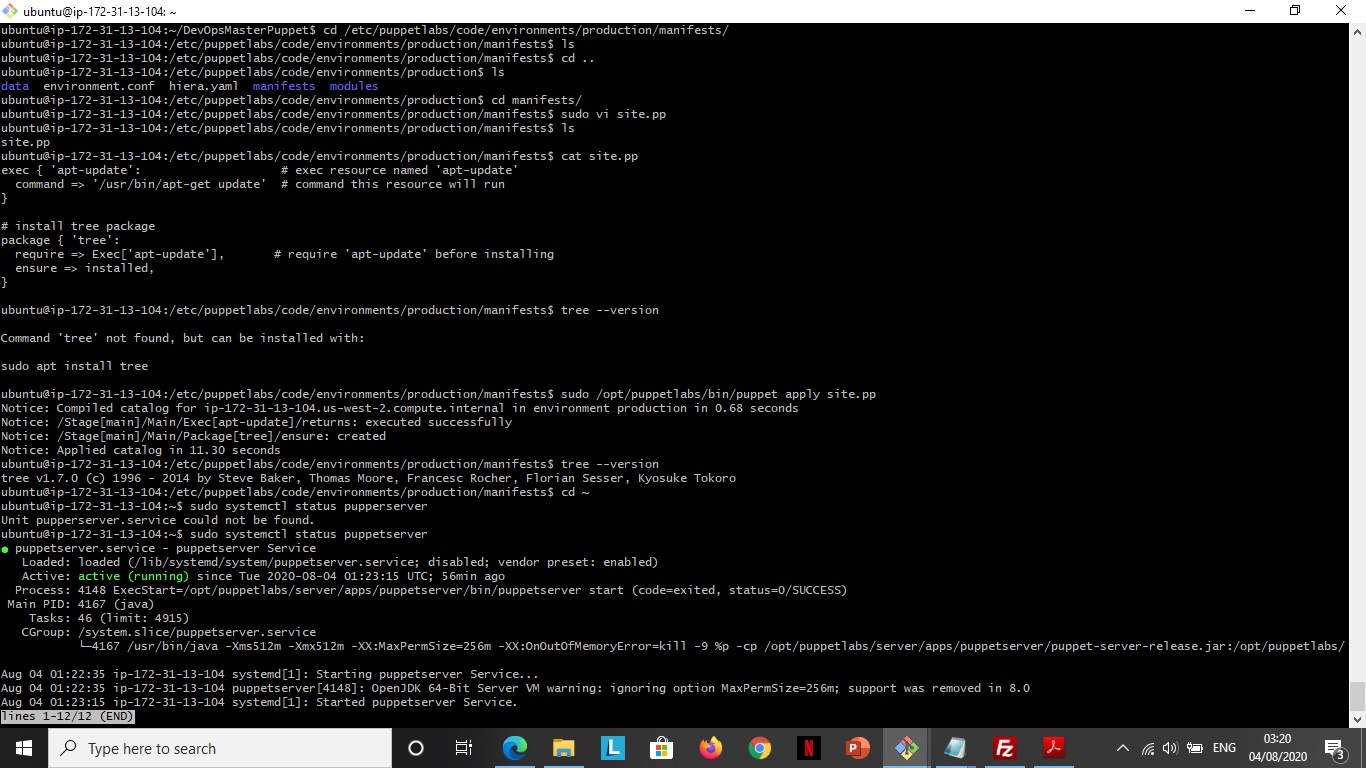 ubuntu@ip-172-31-13-104: ~
ubuntu@ip-172-31-13-104:~/DevOpsMasterPuppet$ cd /etc/puppetlabs/code/environments/production/manifests/
ubuntu@ip-172-31-13-104:/etc/puppetlabs/code/environments/production/manifests$ ls
ubuntu@ip-172-31-13-104:/etc/puppetlabs/code/environments/production/manifests$ cd ..
ubuntu@ip-172-31-13-104:/etc/puppetlabs/code/environments/production$ ls
data  environment.conf  hiera.yaml  manifests  modules
ubuntu@ip-172-31-13-104:/etc/puppetlabs/code/environments/production$ cd manifests/
ubuntu@ip-172-31-13-104:/etc/puppetlabs/code/environments/production/manifests$ sudo vi site.pp
ubuntu@ip-172-31-13-104:/etc/puppetlabs/code/environments/production/manifests$ ls
site.pp
ubuntu@ip-172-31-13-104:/etc/puppetlabs/code/environments/production/manifests$ cat site.pp
exec { 'apt-update':                    # exec resource named 'apt-update'
  command => '/usr/bin/apt-get update'  # command this resource will run
}
# install tree package
package { 'tree':
  require => Exec['apt-update'],       # require 'apt-update' before installing
  ensure => installed,
}
ubuntu@ip-172-31-13-104:/etc/puppetlabs/code/environments/production/manifests$ tree --version
Command 'tree' not found, but can be installed with:
sudo apt install tree
ubuntu@ip-172-31-13-104:/etc/puppetlabs/code/environments/production/manifests$ sudo /opt/puppetlabs/bin/puppet apply site.pp
Notice: Compiled catalog for ip-172-31-13-104.us-west-2.compute.internal in environment production in 0.68 seconds
Notice: /Stage[main]/Main/Exec[apt-update]/returns: executed successfully
Notice: /Stage[main]/Main/Package[tree]/ensure: created
Notice: Applied catalog in 11.30 seconds
ubuntu@ip-172-31-13-104:/etc/puppetlabs/code/environments/production/manifests$ tree --version
tree v1.7.0 (c) 1996 - 2014 by Steve Baker, Thomas Moore, Francesc Rocher, Florian Sesser, Kyosuke Tokoro
ubuntu@ip-172-31-13-104:/etc/puppetlabs/code/environments/production/manifests$ cd ~
ubuntu@ip-172-31-13-104:~$ sudo systemctl status pupperserver
Unit pupperserver.service could not be found.
ubuntu@ip-172-31-13-104:~$ sudo systemctl status puppetserver
● puppetserver.service - puppetserver Service
   Loaded: loaded (/lib/systemd/system/puppetserver.service; disabled; vendor preset: enabled)
   Active: active (running) since Tue 2020-08-04 01:23:15 UTC; 56min ago
  Process: 4148 ExecStart=/opt/puppetlabs/server/apps/puppetserver/bin/puppetserver start (code=exited, status=0/SUCCESS)
 Main PID: 4167 (java)
    Tasks: 46 (limit: 4915)
   CGroup: /system.slice/puppetserver.service
           └─4167 /usr/bin/java -Xms512m -Xmx512m -XX:MaxPermSize=256m -XX:OnOutOfMemoryError=kill -9 %p -cp /opt/puppetlabs/server/apps/puppetserver/puppet-server-release.jar:/opt/puppetlabs/
Aug 04 01:22:35 ip-172-31-13-104 systemd[1]: Starting puppetserver Service...
Aug 04 01:22:35 ip-172-31-13-104 puppetserver[4148]: OpenJDK 64-Bit Server VM warning: ignoring option MaxPermSize=256m; support was removed in 8.0
Aug 04 01:23:15 ip-172-31-13-104 systemd[1]: Started puppetserver Service.
lines 1-12/12 (END)
Type here to search
L
N
P
Fz
ENG
03:20
04/08/2020
3